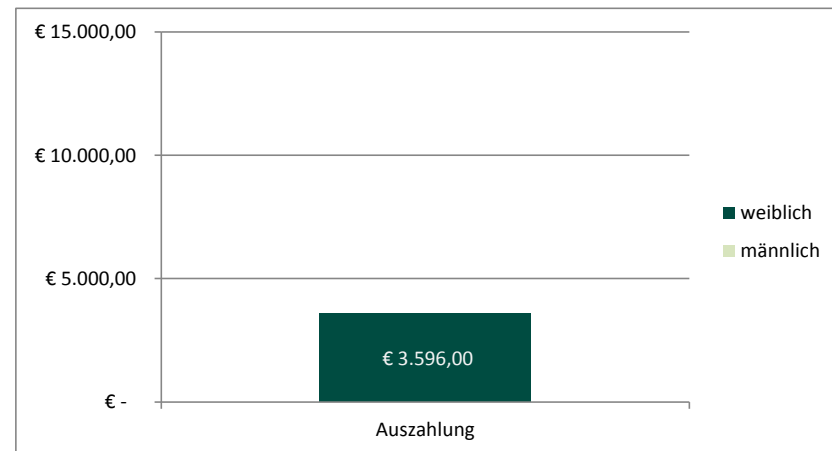 € 15.000,00
€ 10.000,00
€ 5.000,00
€ -
€ 3.596,00
Auszahlung
weiblich
männlich